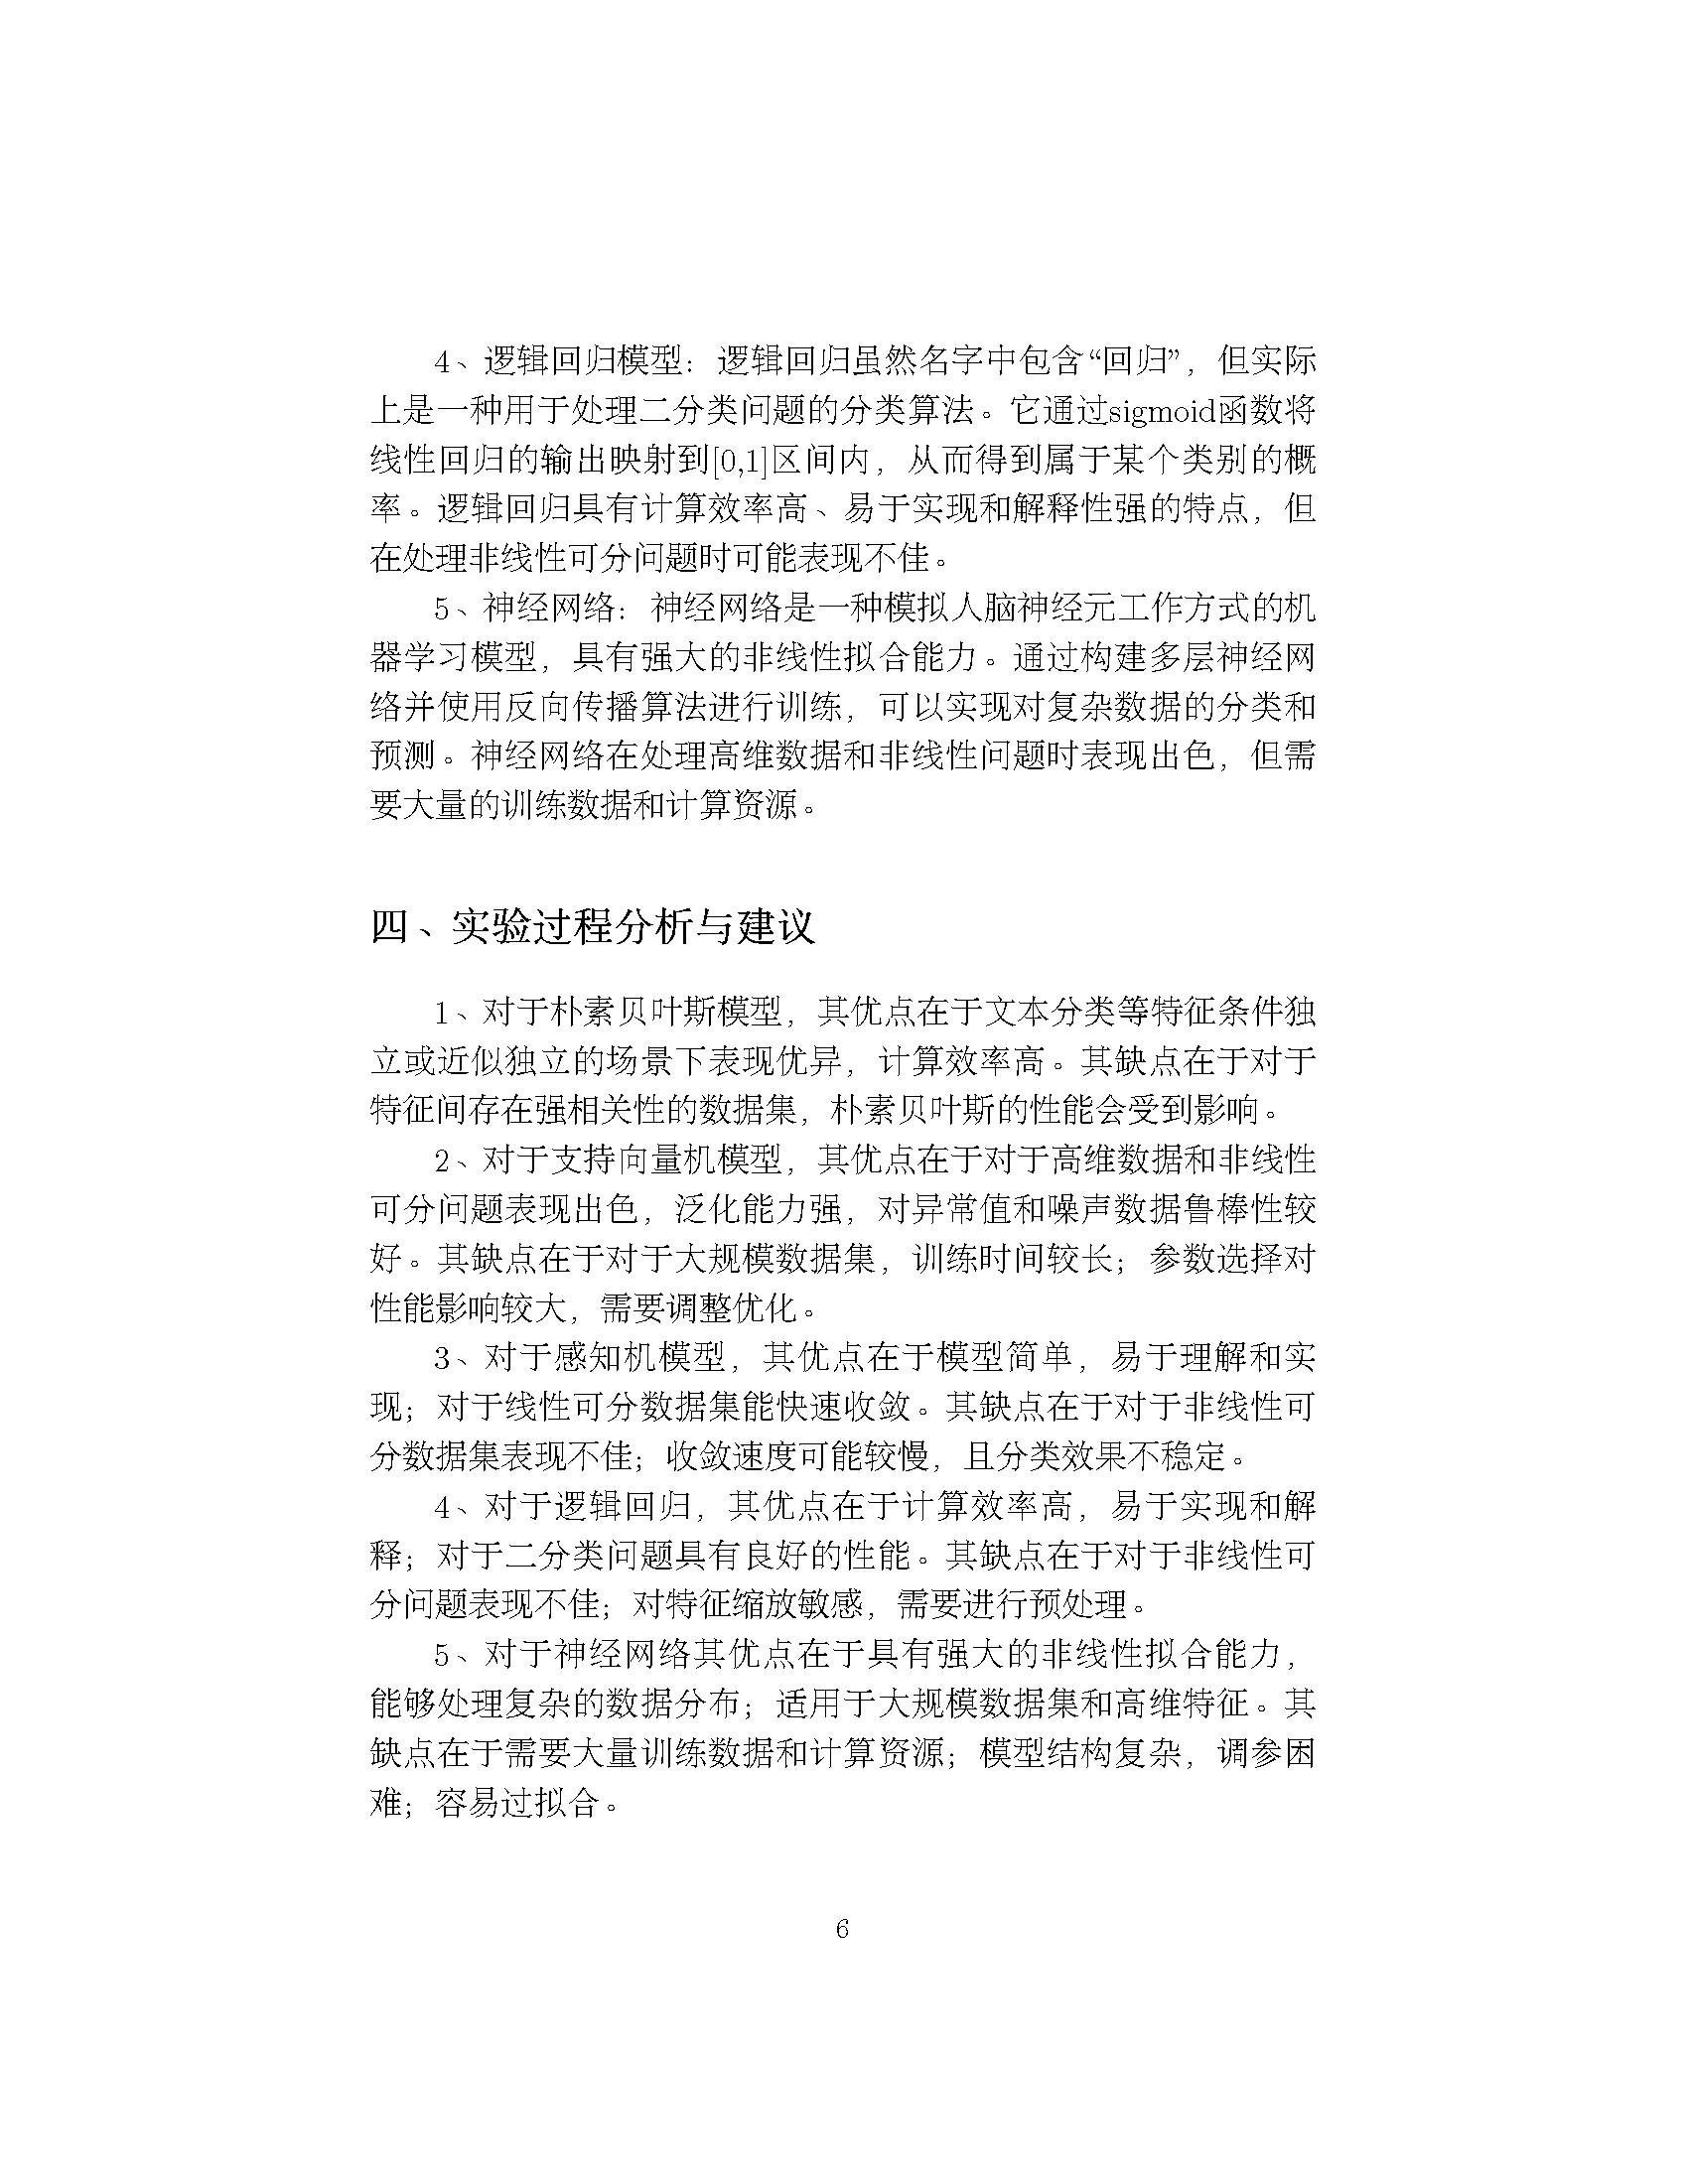 4、逻辑回归模型：逻辑回归虽然名字中包含“回归”，但实际
上是一种用于处理二分类问题的分类算法。它通过sigmoid函数将
线性回归的输出映射到[0,1]区间内，从而得到属于某个类别的概
率。逻辑回归具有计算效率高、易于实现和解释性强的特点，但
在处理非线性可分问题时可能表现不佳。
5、神经网络：神经网络是一种模拟人脑神经元工作方式的机
器学习模型，具有强大的非线性拟合能力。通过构建多层神经网
络并使用反向传播算法进行训练，可以实现对复杂数据的分类和
预测。神经网络在处理高维数据和非线性问题时表现出色，但需
要大量的训练数据和计算资源。
四、实验过程分析与建议
1、对于朴素贝叶斯模型，其优点在于文本分类等特征条件独
立或近似独立的场景下表现优异，计算效率高。其缺点在于对于
特征间存在强相关性的数据集，朴素贝叶斯的性能会受到影响。
2、对于支持向量机模型，其优点在于对于高维数据和非线性
可分问题表现出色，泛化能力强，对异常值和噪声数据鲁棒性较
好。其缺点在于对于大规模数据集，训练时间较长；参数选择对
性能影响较大，需要调整优化。
3、对于感知机模型，其优点在于模型简单，易于理解和实
现；对于线性可分数据集能快速收敛。其缺点在于对于非线性可
分数据集表现不佳；收敛速度可能较慢，且分类效果不稳定。
4、对于逻辑回归，其优点在于计算效率高，易于实现和解
释；对于二分类问题具有良好的性能。其缺点在于对于非线性可
分问题表现不佳；对特征缩放敏感，需要进行预处理。
5、对于神经网络其优点在于具有强大的非线性拟合能力，
能够处理复杂的数据分布；适用于大规模数据集和高维特征。其
缺点在于需要大量训练数据和计算资源；模型结构复杂，调参困
难；容易过拟合。
6